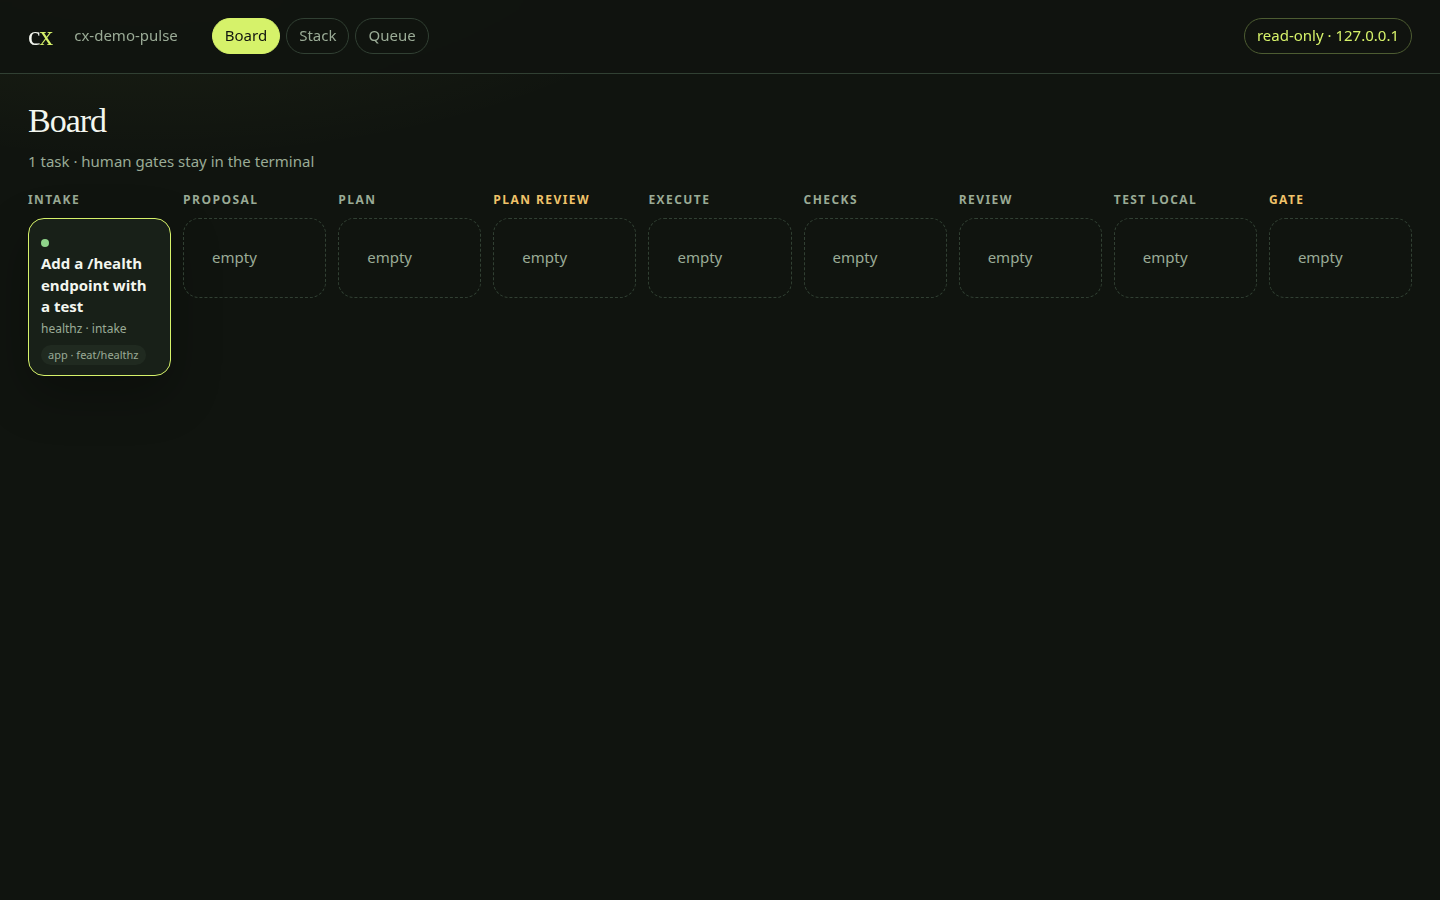 cx cx-demo-pulse Board Stack Queue read-only · 127.0.0.1
Board
1 task · human gates stay in the terminal
INTAKE PROPOSAL PLAN PLAN REVIEW EXECUTE CHECKS REVIEW TEST LOCAL GATE
Add a /health
endpoint with
a test
healthz · intake
app · feat/healthz
empty empty empty empty empty empty empty empty